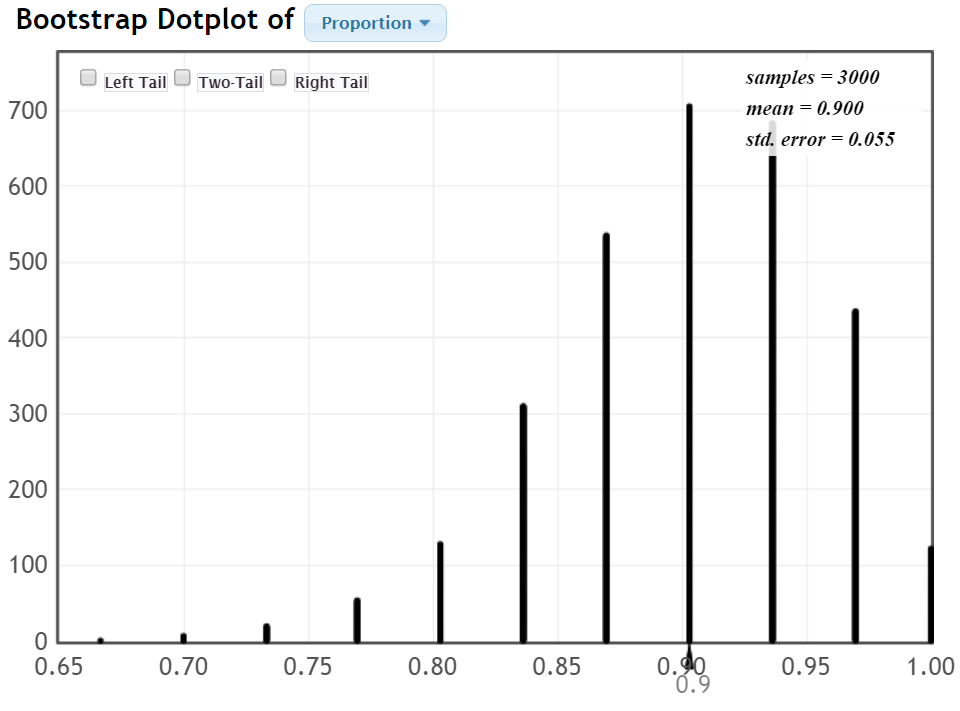 Bootstrap Dotplot of Proportion
Left Tail Two-Tail Right Tail
samples = 3000
mean = 0.900
std. error = 0.055
700
600
500
400
300
200
100
0
0.65 0.70 0.75 0.80 0.85 0.90 0.95 1.00
0.9